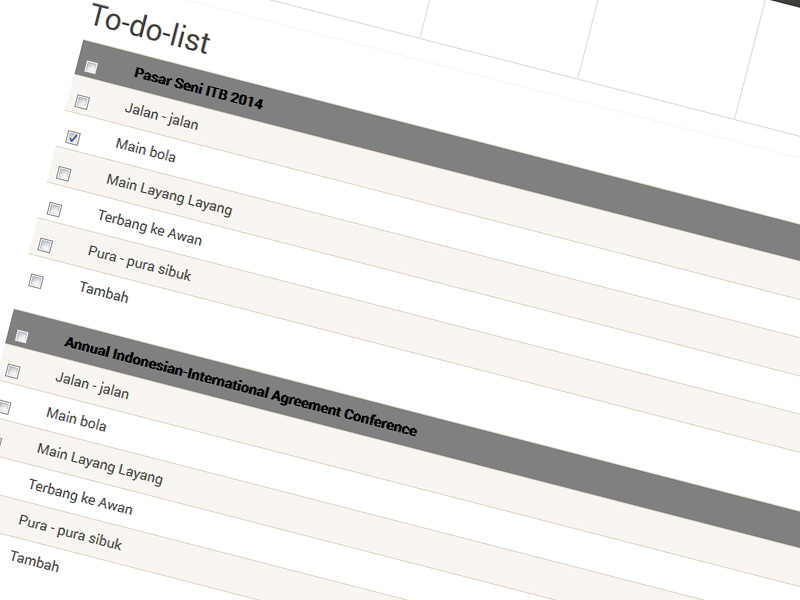 To-do-list
Pasar Seni ITB 2014
Jalan - jalan
Main bola
Main Layang Layang
Terbang ke Awan
Pura - pura sibuk
Tambah
Annual Indonesian-International Agreement Conference
Jalan - jalan
Main bola
Main Layang Layang
Terbang ke Awan
Pura - pura sibuk
Tambah